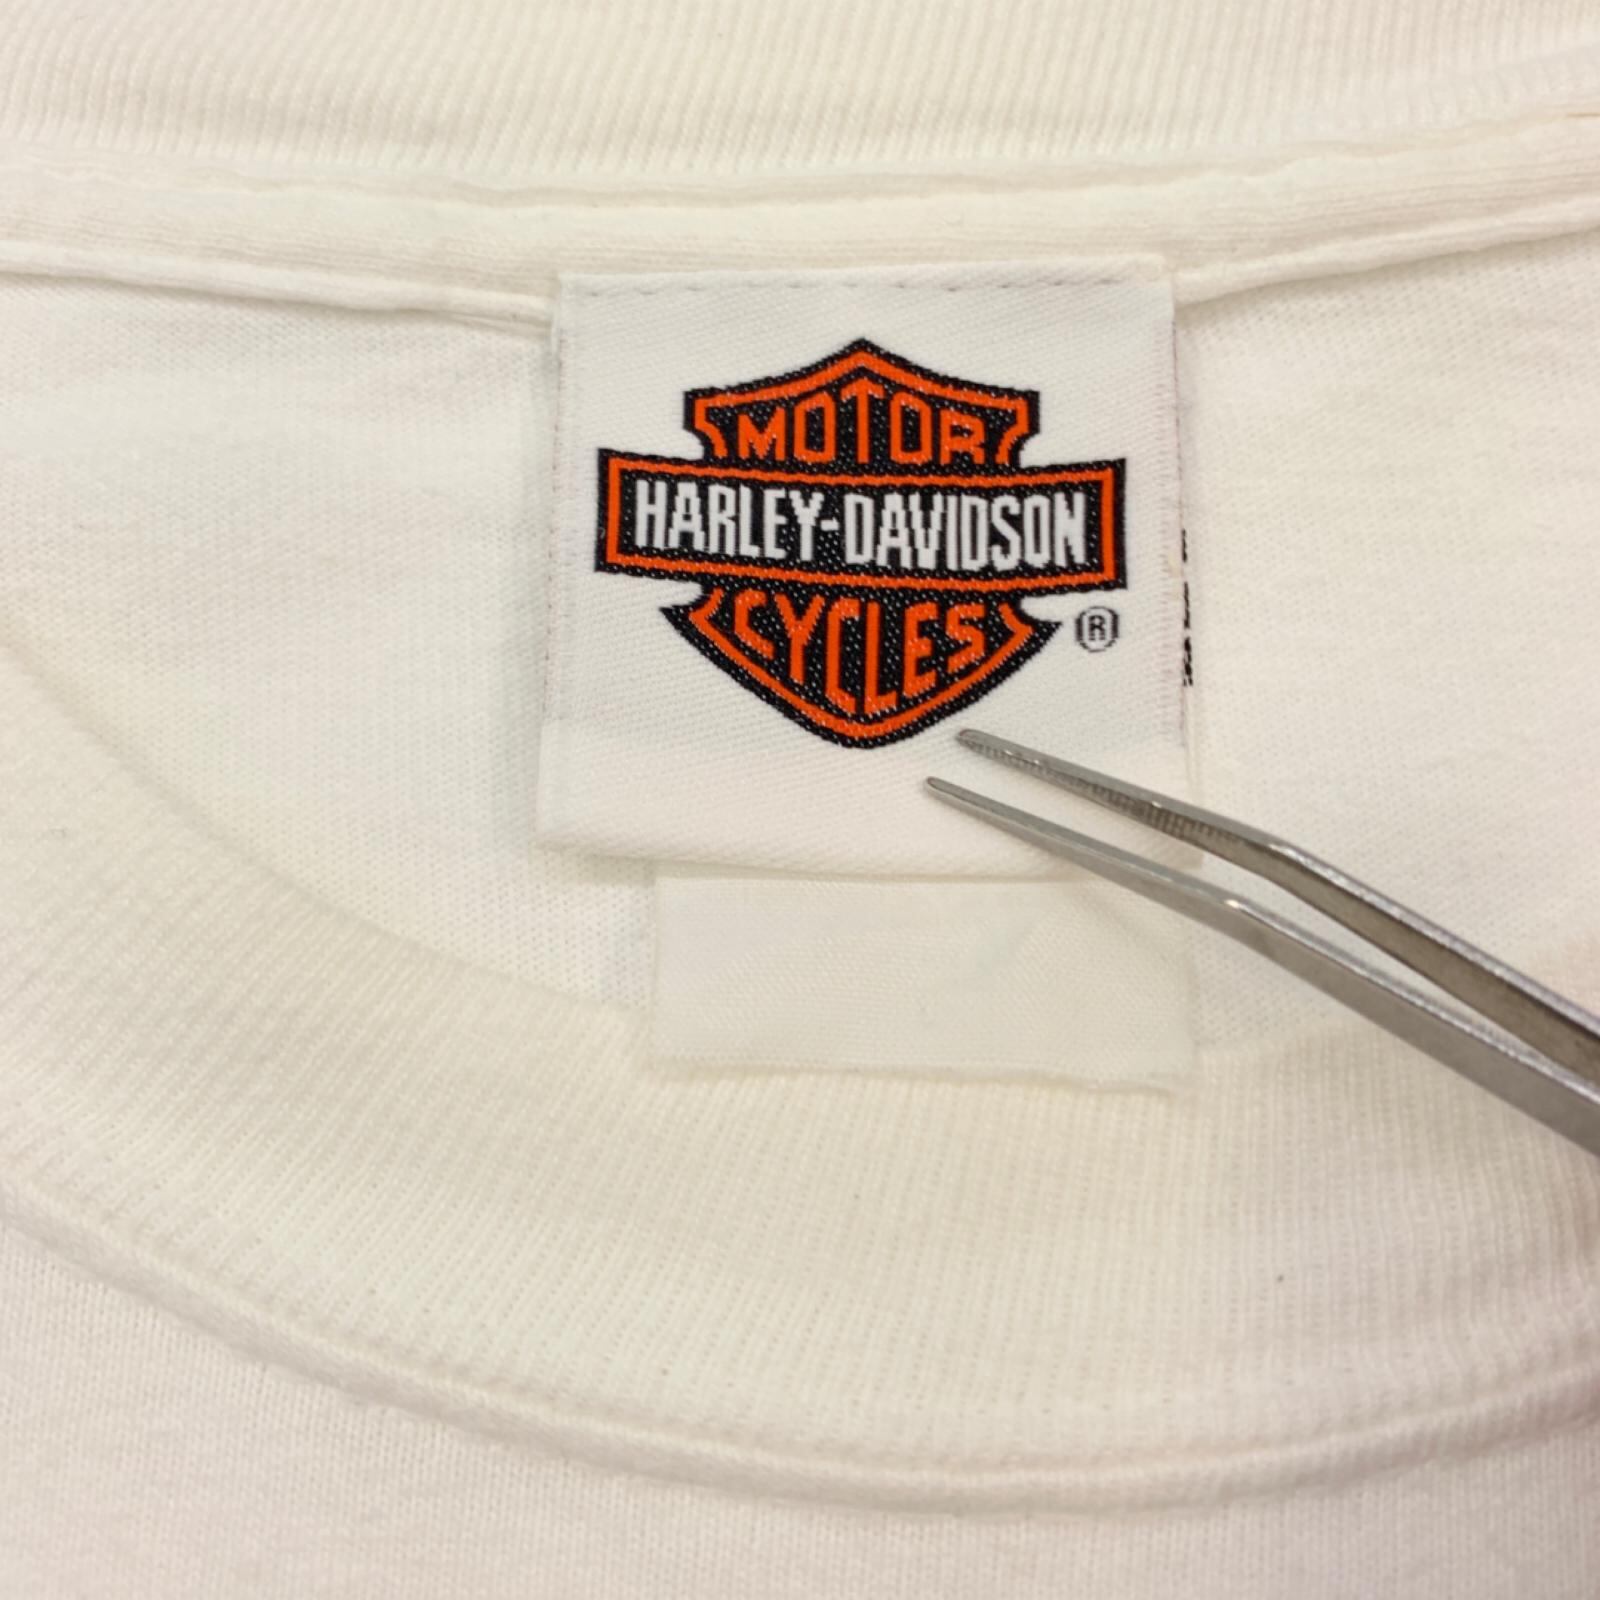 MOTOR
HARLEY-DAVIDSON
CYCLES
®